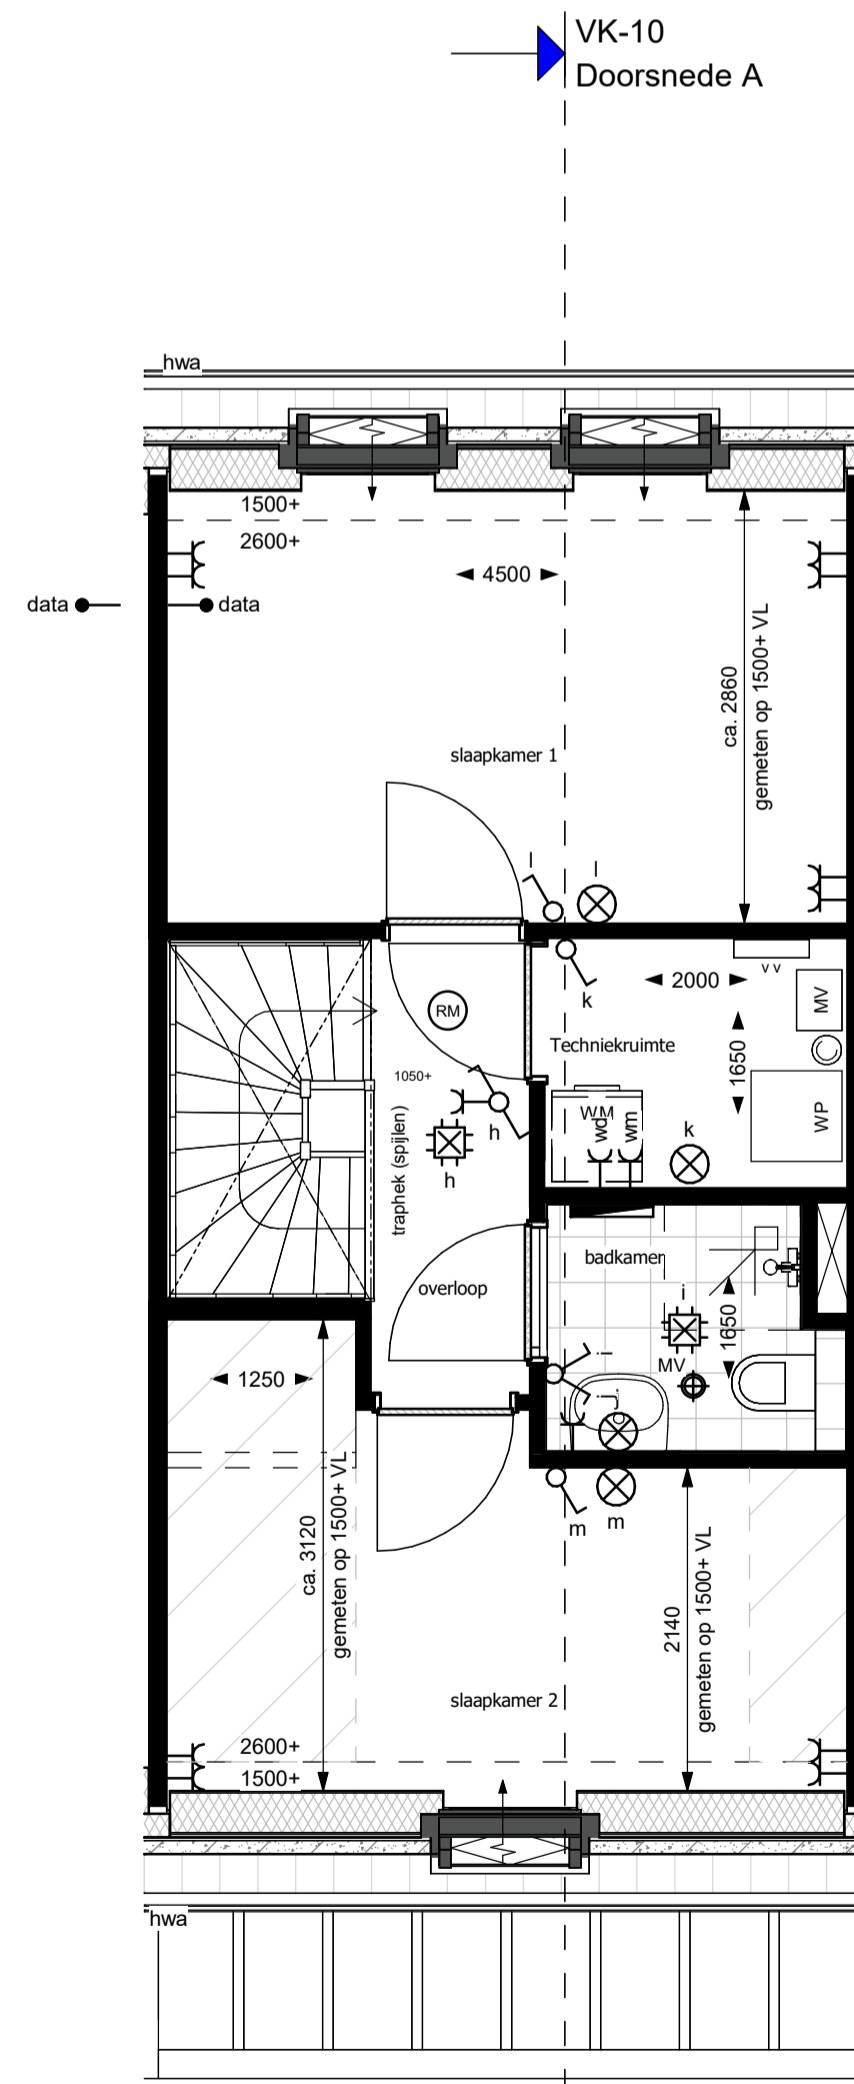 VK-10
Doorsnede A
hwa
1500+
2600+
4500
data
data
ca. 2860
gemeten op 1500+ VL
slaapkamer 1
l
l
k
2000
vv
MV
RM
Techniekruimte
1650
1050+
WM
wd
wm
WP
k
h
h
traphek (spijlen)
badkamer
overloop
i
1650
MV
1250
i
j.
ca. 3120
gemeten op 1500+ VL
m
m
2140
gemeten op 1500+ VL
slaapkamer 2
2600+
1500+
hwa